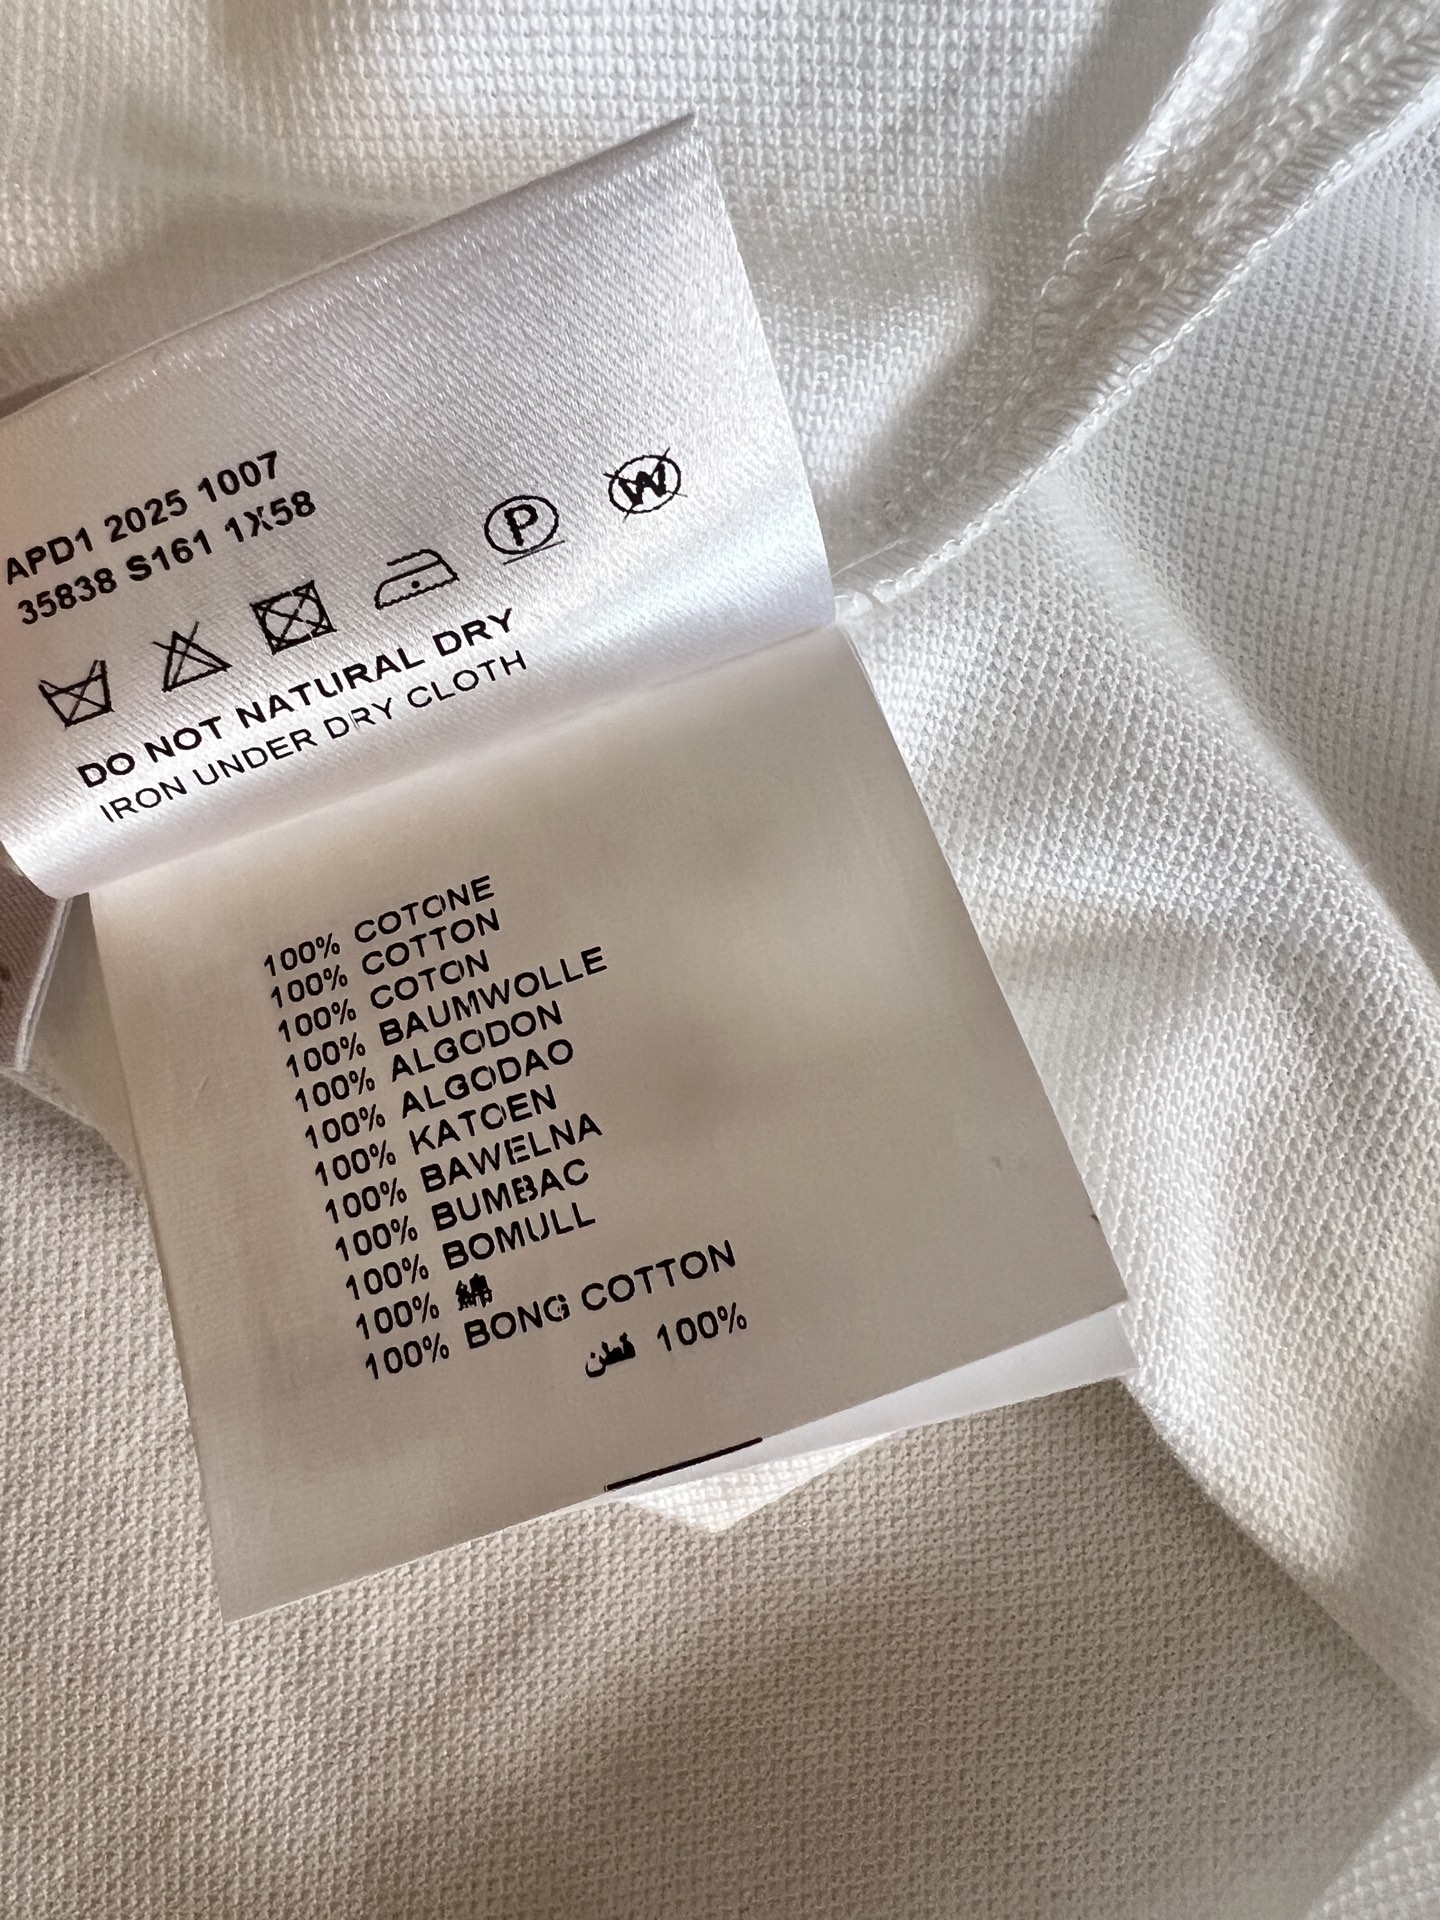 APD1 2025 1007
35838 S161 1X58
P
W
DO NOT NATURAL DRY
IRON UNDER DRY CLOTH
100% COTONE
100% COTTON
100% COTON
100% BAUMWOLLE
100% ALGODON
100% ALGODAO
100% KATOEN
100% BAWELNA
100% BUMBAC
100% BOMULL
100% 綿
100% BONG COTTON
قطن 100%